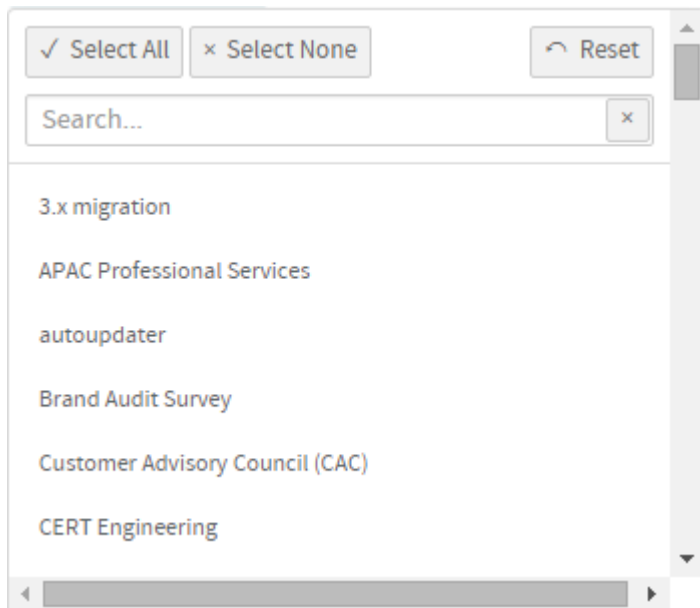 ✓ Select All × Select None Reset
Search... ×
3.x migration
APAC Professional Services
autoupdater
Brand Audit Survey
Customer Advisory Council (CAC)
CERT Engineering